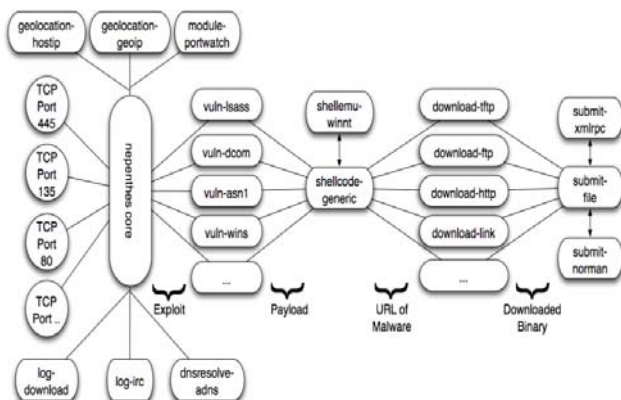 geolocation-
hostip
geolocation-
geoip
module-
portwatch
TCP
Port
445
TCP
Port
135
TCP
Port
80
TCP
Port ..
nepenthes core
vuln-lsass
vuln-dcom
vuln-asn1
vuln-wins
...
shellemu-
winnt
shellcode-
generic
download-tftp
download-ftp
download-http
download-link
...
submit-
xmlrpc
submit-
file
submit-
norman
Exploit
Payload
URL of
Malware
Downloaded
Binary
log-
download
log-irc
dnsresolve-
adns